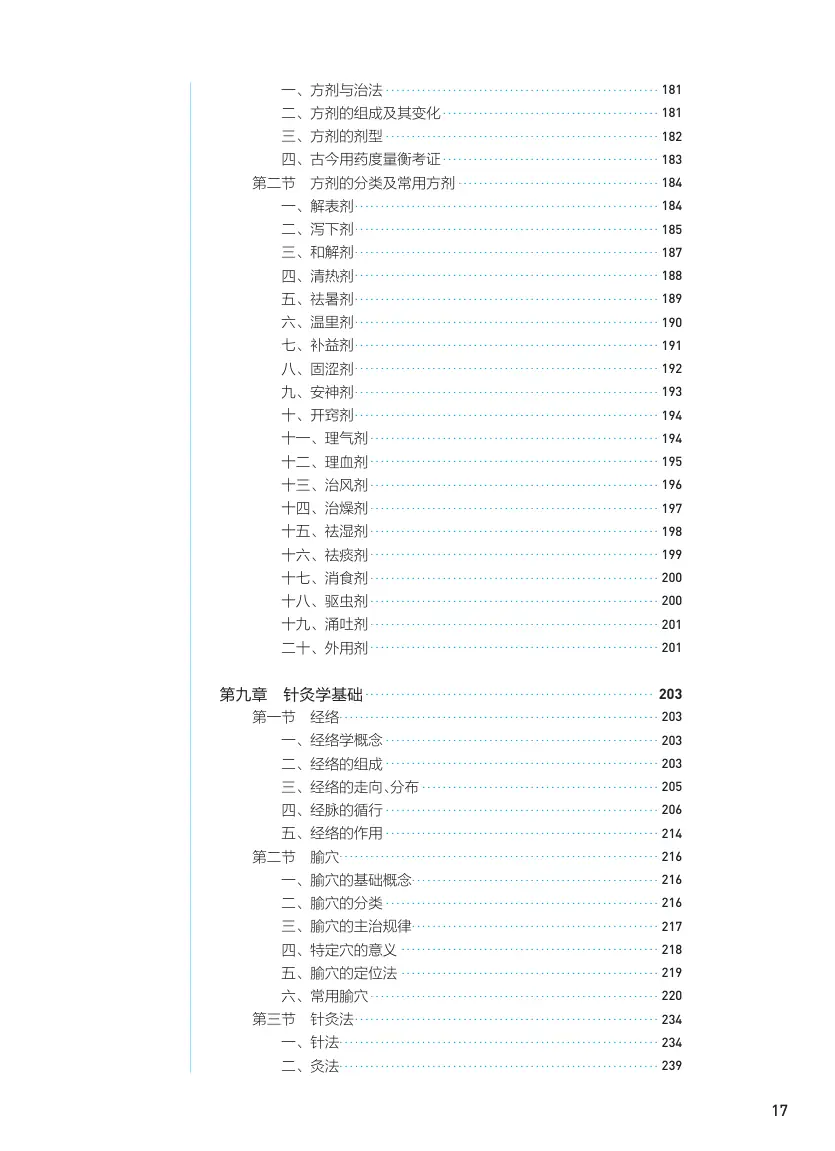 一、方剂与治法 181
二、方剂的组成及其变化 181
三、方剂的剂型 182
四、古今用药度量衡考证 183
第二节　方剂的分类及常用方剂 184
一、解表剂 184
二、泻下剂 185
三、和解剂 187
四、清热剂 188
五、祛暑剂 189
六、温里剂 190
七、补益剂 191
八、固涩剂 192
九、安神剂 193
十、开窍剂 194
十一、理气剂 194
十二、理血剂 195
十三、治风剂 196
十四、治燥剂 197
十五、祛湿剂 198
十六、祛痰剂 199
十七、消食剂 200
十八、驱虫剂 200
十九、涌吐剂 201
二十、外用剂 201
第九章　针灸学基础 203
第一节　经络 203
一、经络学概念 203
二、经络的组成 203
三、经络的走向、分布 205
四、经脉的循行 206
五、经络的作用 214
第二节　腧穴 216
一、腧穴的基础概念 216
二、腧穴的分类 216
三、腧穴的主治规律 217
四、特定穴的意义 218
五、腧穴的定位法 219
六、常用腧穴 220
第三节　针灸法 234
一、针法 234
二、灸法 239
17